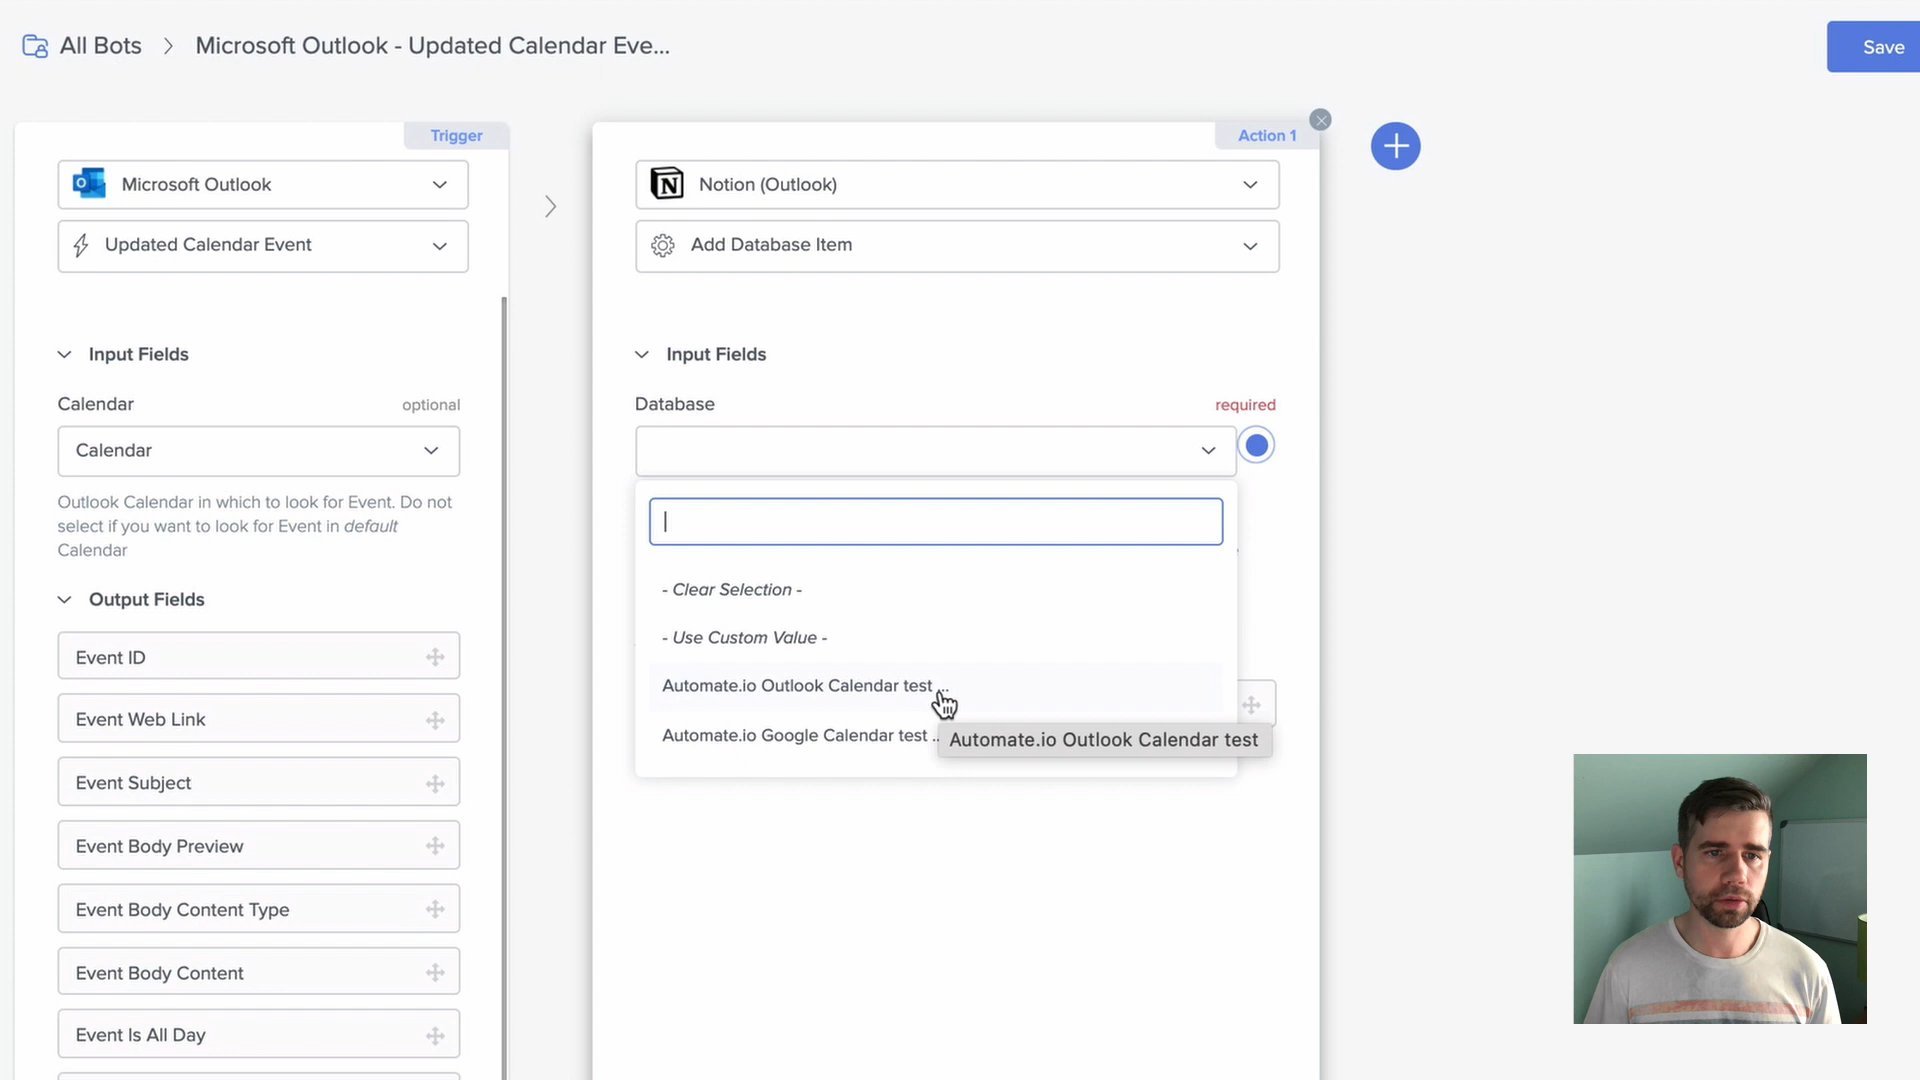 All Bots > Microsoft Outlook - Updated Calendar Eve...
Save
Trigger
Microsoft Outlook
Updated Calendar Event
Input Fields
Calendar
optional
Calendar
Outlook Calendar in which to look for Event. Do not
select if you want to look for Event in default
Calendar
Output Fields
Event ID
Event Web Link
Event Subject
Event Body Preview
Event Body Content Type
Event Body Content
Event Is All Day
Action 1
Notion (Outlook)
Add Database Item
Input Fields
Database
required
- Clear Selection -
- Use Custom Value -
Automate.io Outlook Calendar test ...
Automate.io Google Calendar test ..
Automate.io Outlook Calendar test